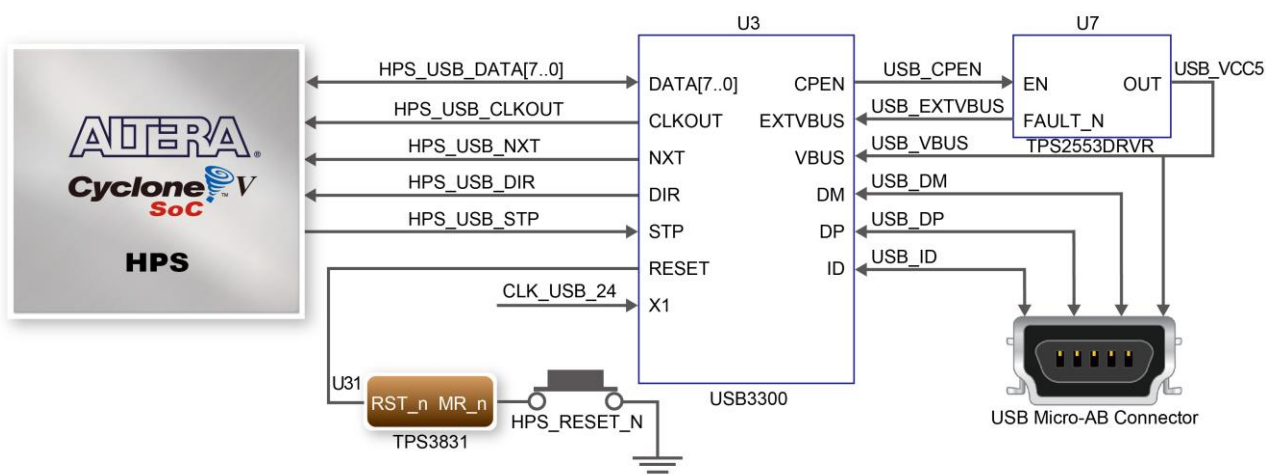 U3
U7
HPS_USB_DATA[7..0]
DATA[7..0]
CPEN
USB_CPEN
EN
OUT
USB_VCC5
HPS_USB_CLKOUT
CLKOUT
EXTVBUS
USB_EXTVBUS
FAULT_N
TPS2553DRVR
HPS_USB_NXT
NXT
VBUS
USB_VBUS
HPS_USB_DIR
DIR
DM
USB_DM
HPS_USB_STP
STP
DP
USB_DP
RESET
ID
USB_ID
CLK_USB_24
X1
ALTERA
Cyclone V
SoC
HPS
U31
RST_n MR_n
TPS3831
HPS_RESET_N
USB3300
USB Micro-AB Connector